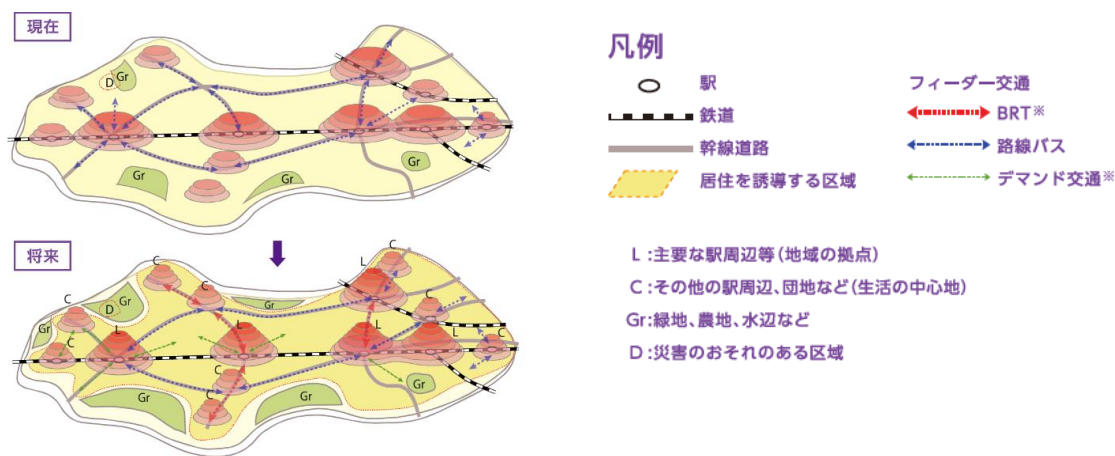 現在
Gr
D
Gr
Gr
Gr
将来
C
C
C
L
C
Gr
D
Gr
Gr
C
L
L
L
C
L
C
C
C
Gr
Gr
Gr
凡例
駅
鉄道
幹線道路
居住を誘導する区域
フィーダー交通
BRT※
路線バス
デマンド交通※
L:主要な駅周辺等(地域の拠点)
C:その他の駅周辺、団地など(生活の中心地)
Gr:緑地、農地、水辺など
D:災害のおそれのある区域